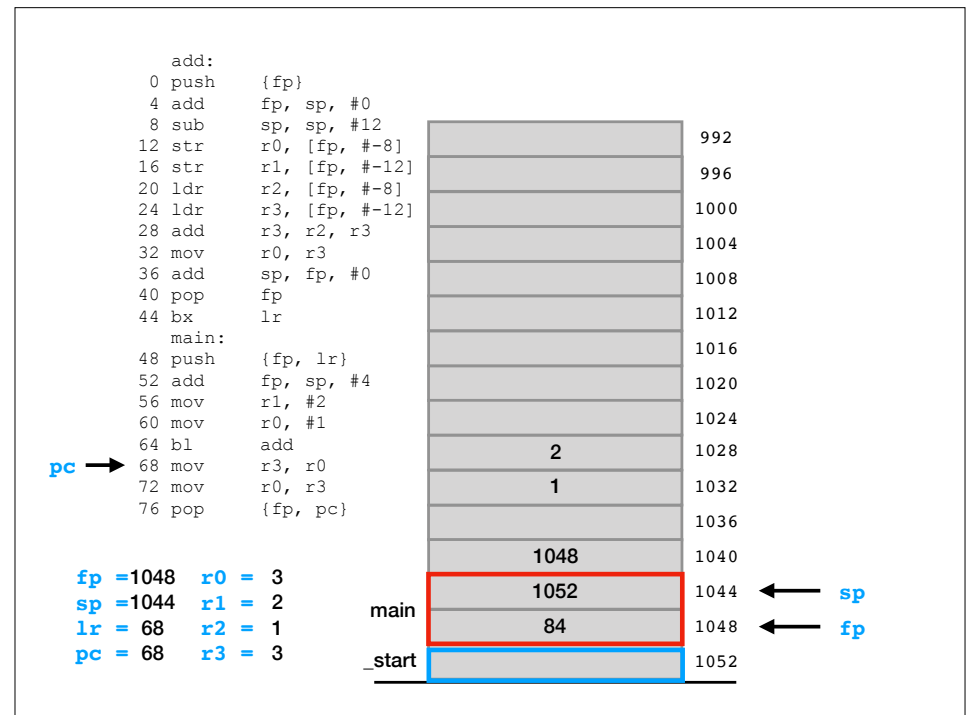 add:
0 push {fp}
4 add fp, sp, #0
8 sub sp, sp, #12
12 str r0, [fp, #-8]
16 str r1, [fp, #-12]
20 ldr r2, [fp, #-8]
24 ldr r3, [fp, #-12]
28 add r3, r2, r3
32 mov r0, r3
36 add sp, fp, #0
40 pop fp
44 bx lr
main:
48 push {fp, lr}
52 add fp, sp, #4
56 mov r1, #2
60 mov r0, #1
64 bl add
pc 68 mov r3, r0
72 mov r0, r3
76 pop {fp, pc}
fp =1048 r0 = 3
sp =1044 r1 = 2
lr = 68 r2 = 1
pc = 68 r3 = 3
992
996
1000
1004
1008
1012
1016
1020
1024
2 1028
1 1032
1036
1048 1040
1052 1044 sp
main
84 1048 fp
_start 1052